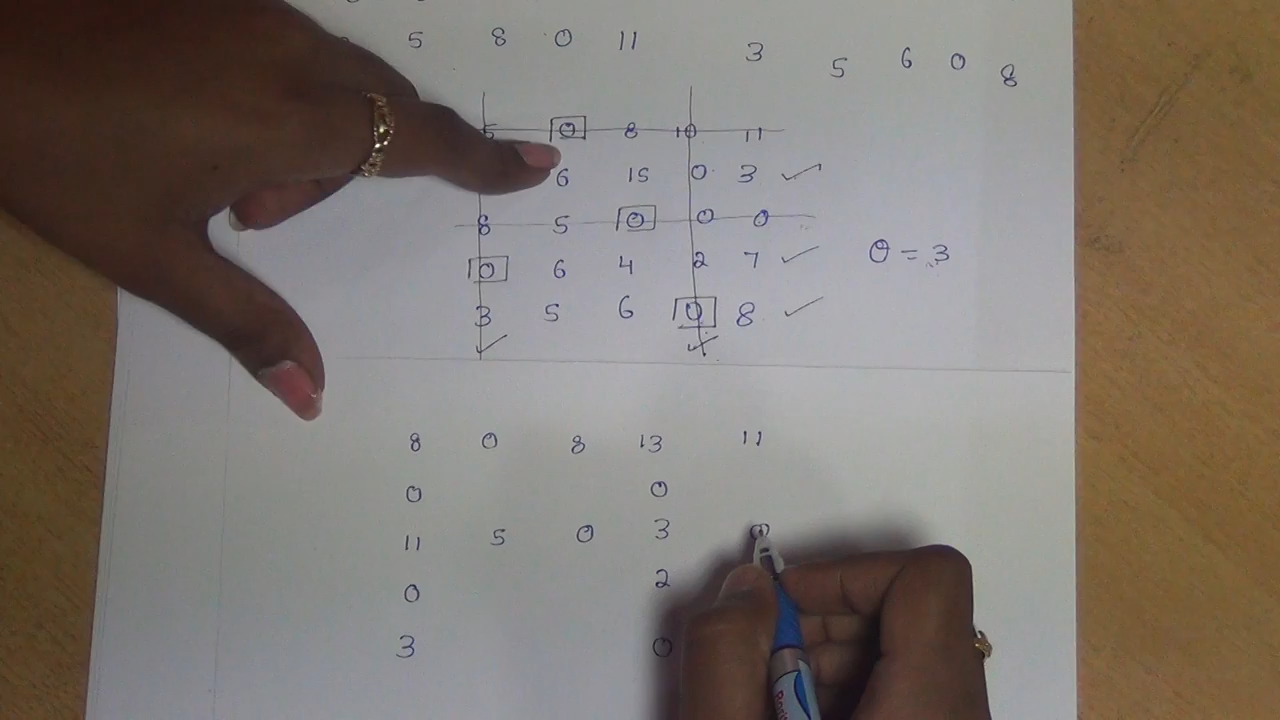 5 8 0 11 3 5 6 0 8
5 0 8 10 11
6 15 0 3 ✓
8 5 0 0 0
0 6 4 2 7 ✓ θ = 3
3 5 6 0 8 ✓
✓ ✓
8 0 8 13 11
0 0
11 5 0 3 0
0 2
3 0